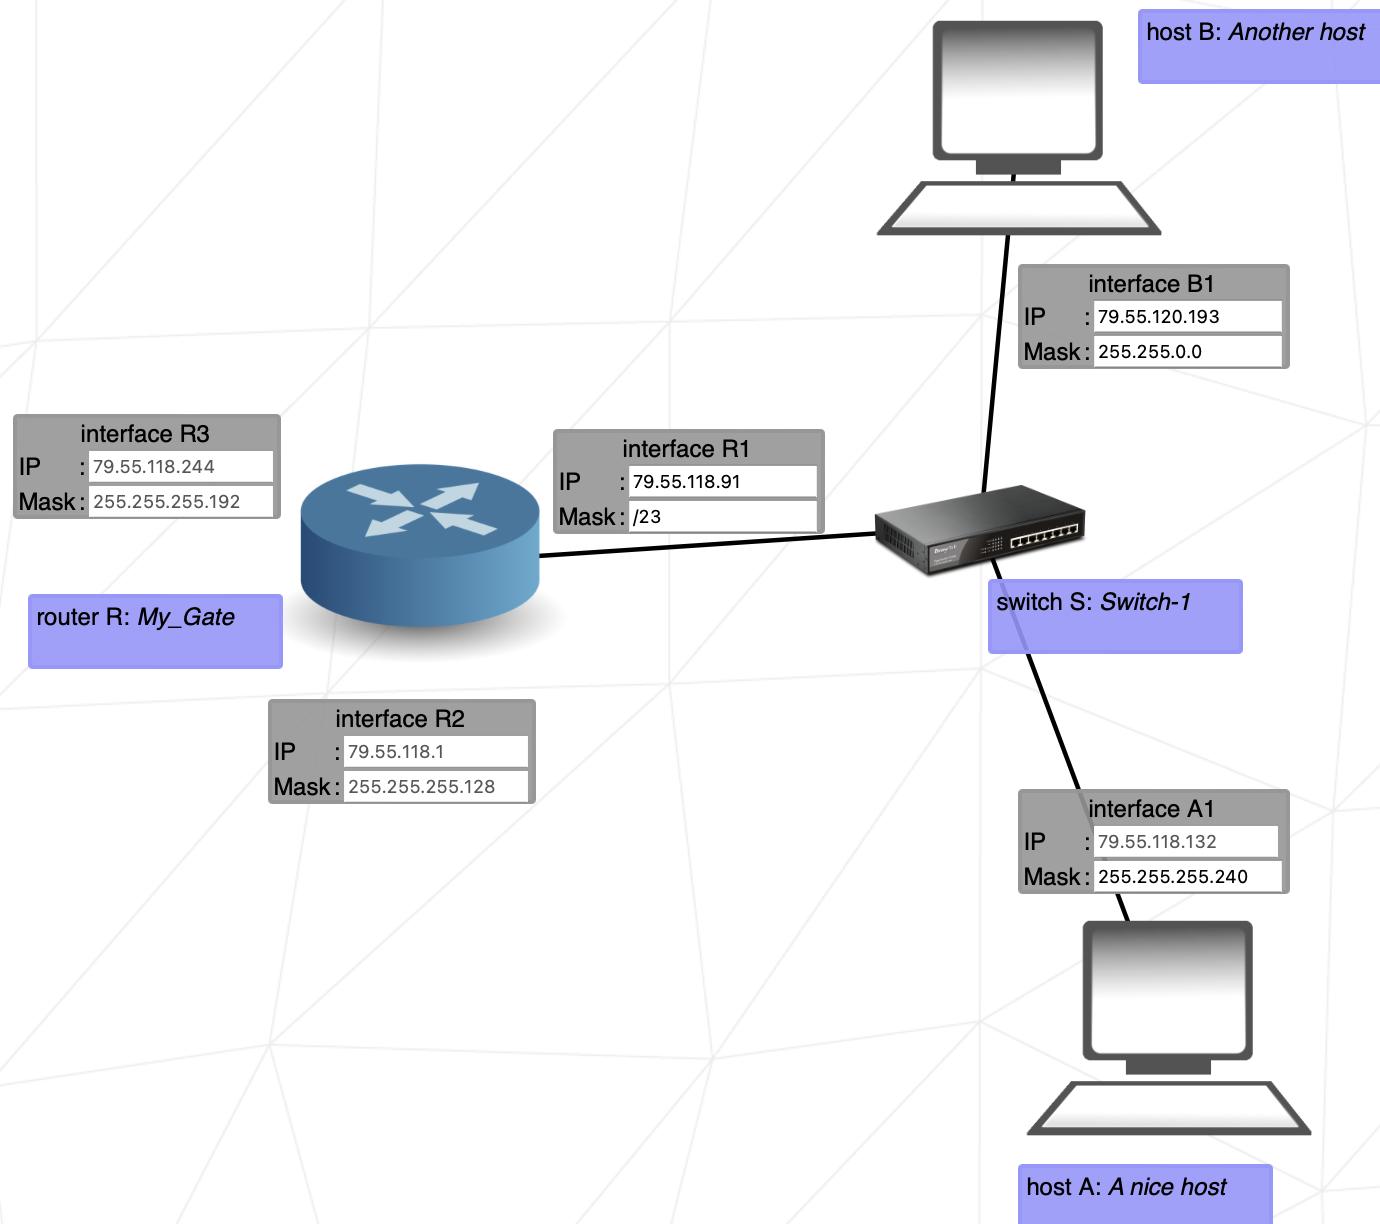 host B: Another host
interface B1
IP : 79.55.120.193
Mask : 255.255.0.0
interface R3
IP : 79.55.118.244
Mask : 255.255.255.192
interface R1
IP : 79.55.118.91
Mask : /23
router R: My_Gate
switch S: Switch-1
interface R2
IP : 79.55.118.1
Mask : 255.255.255.128
interface A1
IP : 79.55.118.132
Mask : 255.255.255.240
host A: A nice host